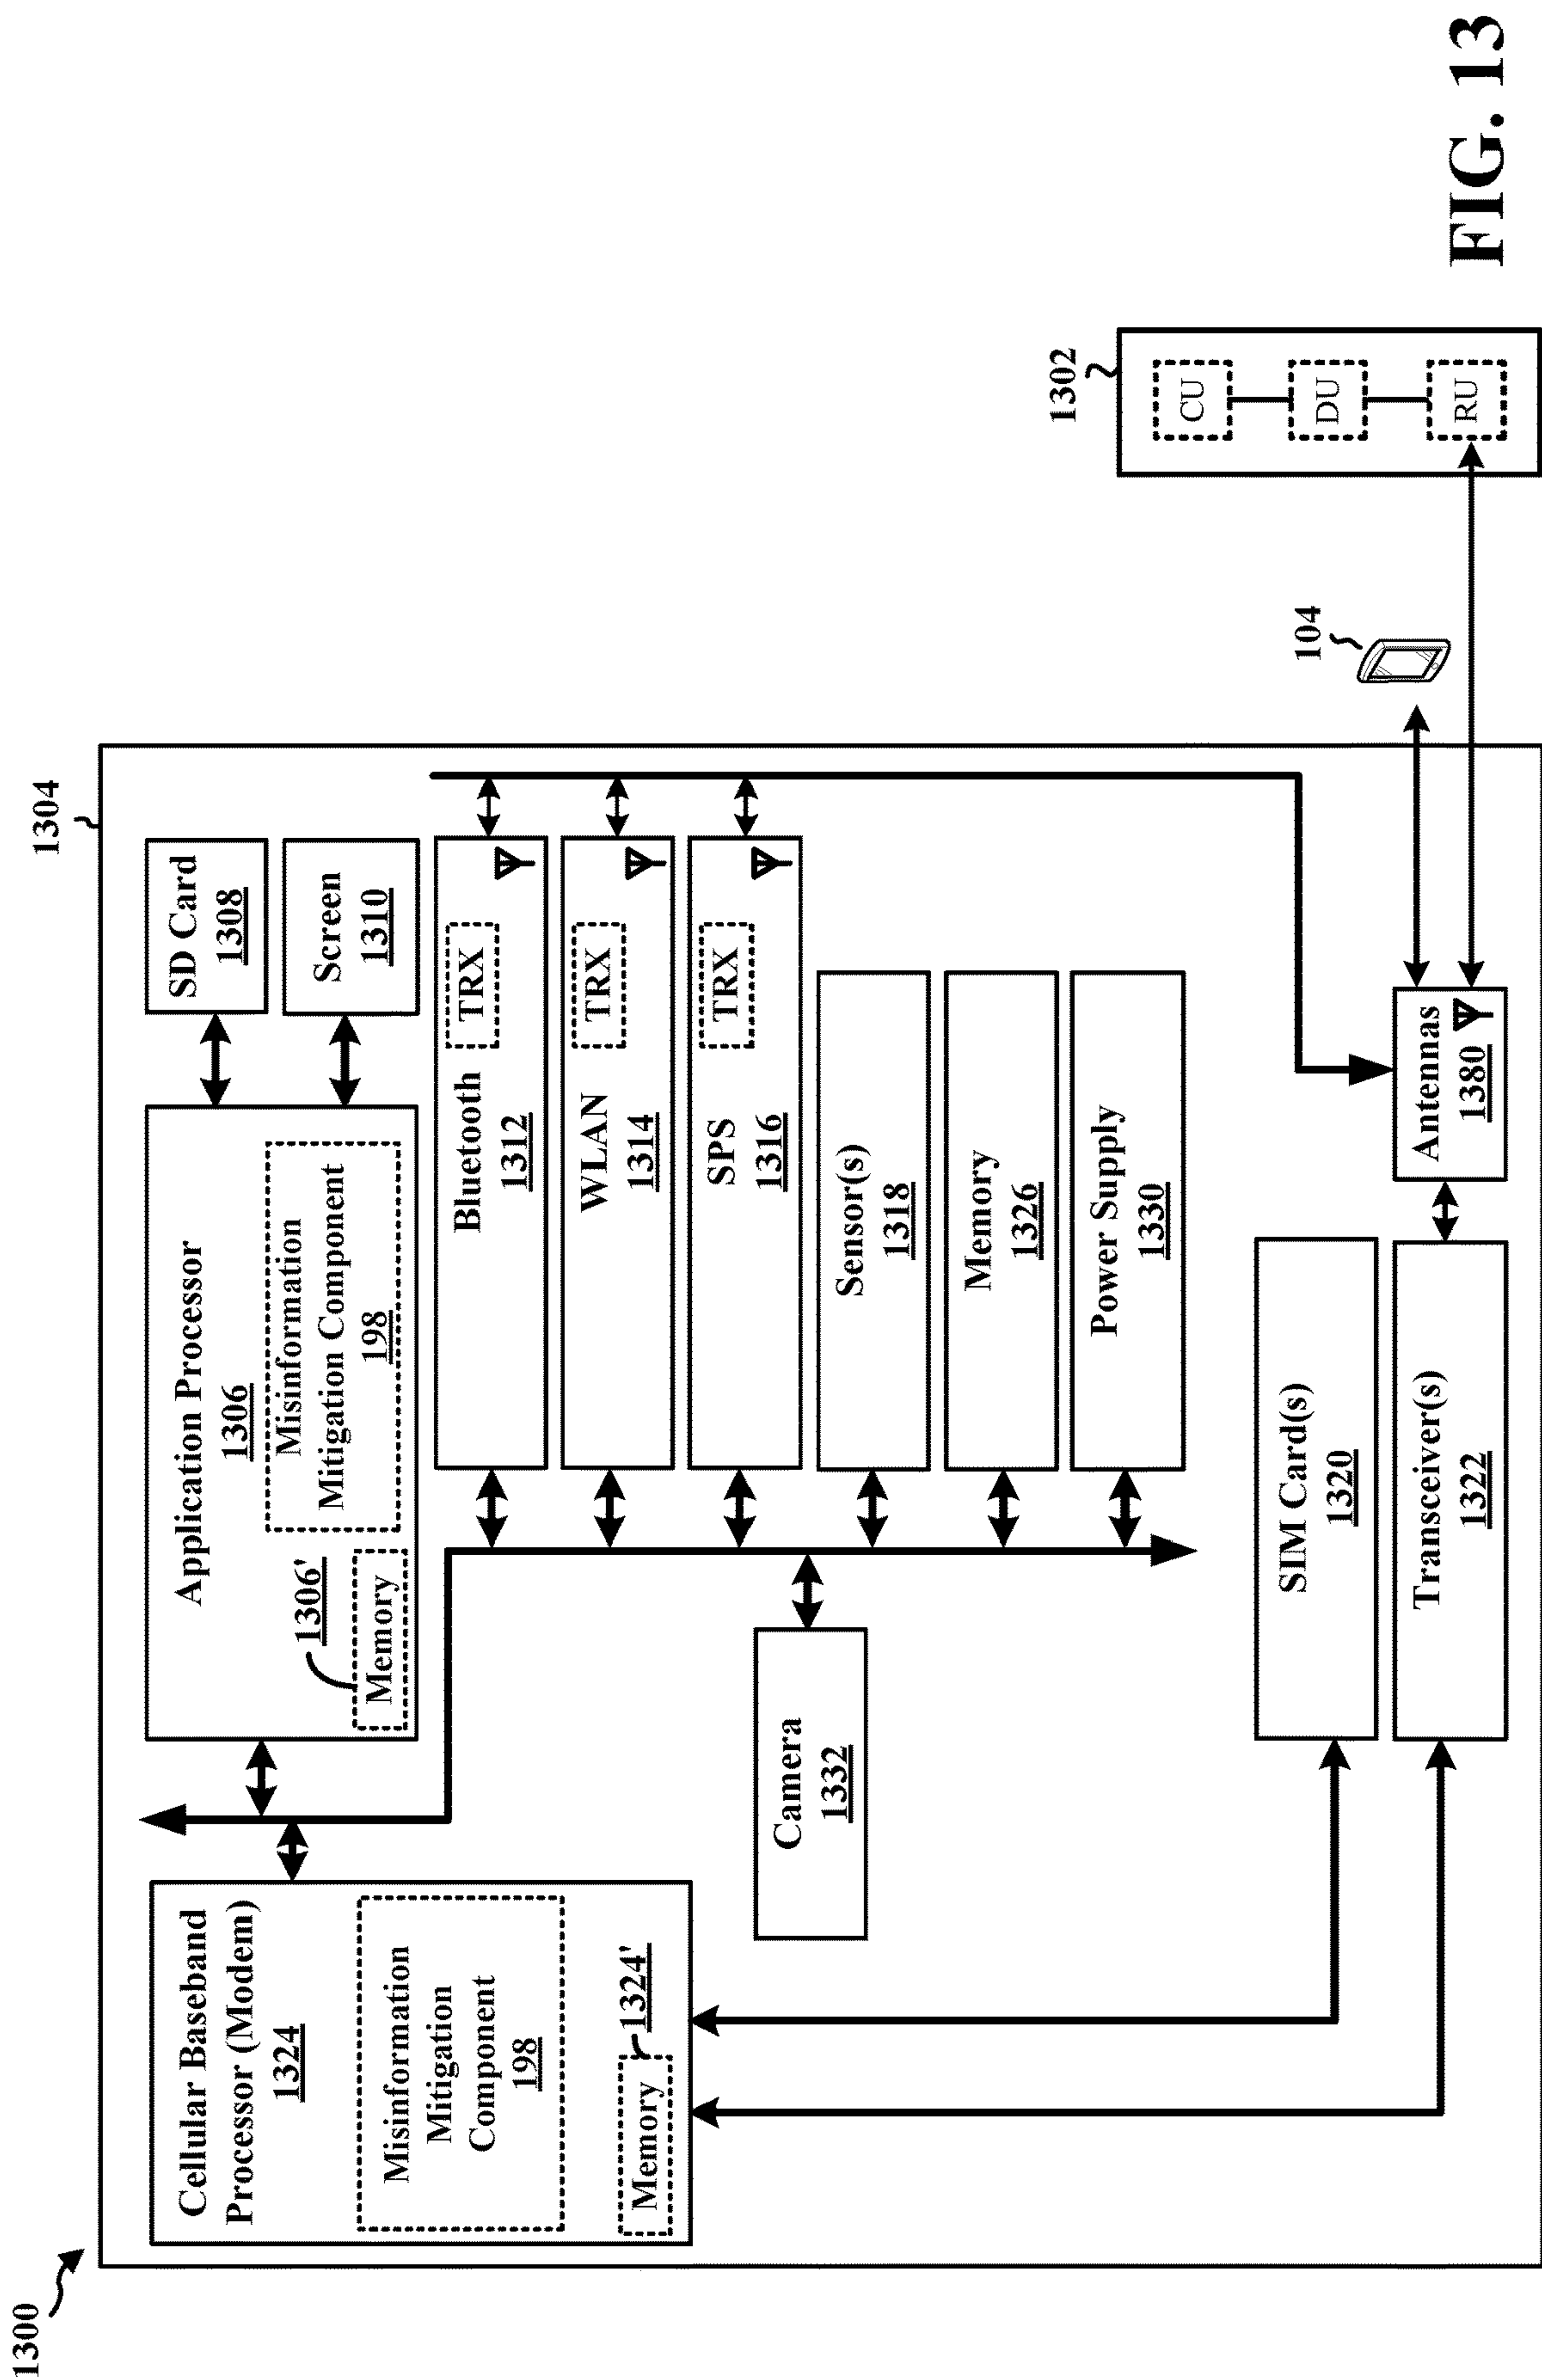 1300
1304
Cellular Baseband
Processor (Modem)
1324
Misinformation
Mitigation
Component
198
Memory
1324'
Application Processor
1306
Misinformation
Mitigation Component
198
1306'
Memory
SD Card
1308
Screen
1310
Bluetooth
1312
TRX
WLAN
1314
TRX
SPS
1316
TRX
Camera
1332
Sensor(s)
1318
Memory
1326
Power Supply
1330
SIM Card(s)
1320
Transceiver(s)
1322
Antennas
1380
104
1302
CU
DU
RU
FIG. 13